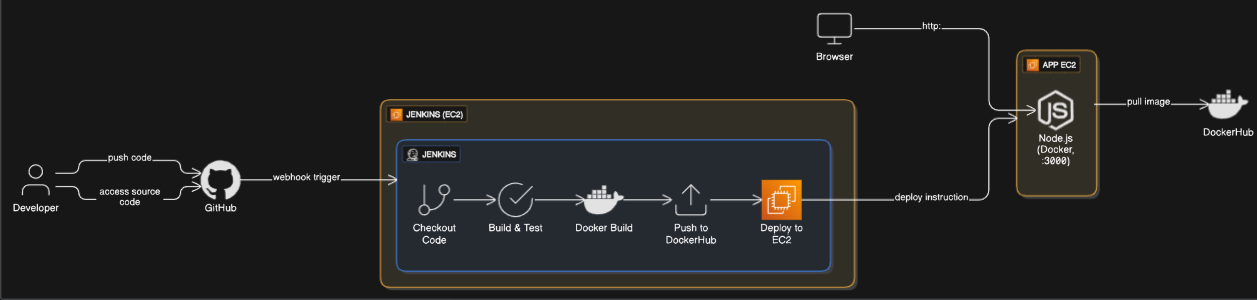 Developer
push code
access source
code
GitHub
webhook trigger
JENKINS (EC2)
JENKINS
Checkout
Code
Build & Test
Docker Build
Push to
DockerHub
Deploy to
EC2
deploy instruction
Browser
http:
APP EC2
JS
Node.js
(Docker,
:3000)
pull image
DockerHub